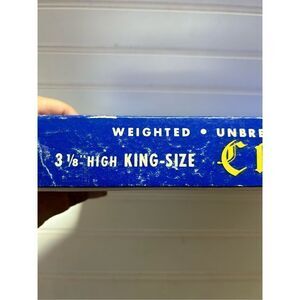 WEIGHTED • UNBRE
3 1/8" HIGH KING-SIZE C